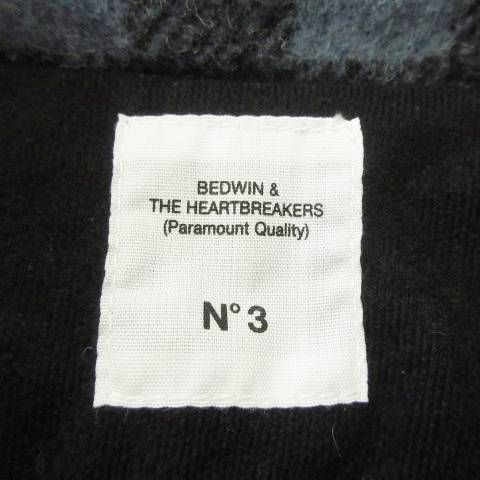 BEDWIN &
THE HEARTBREAKERS
(Paramount Quality)
N° 3